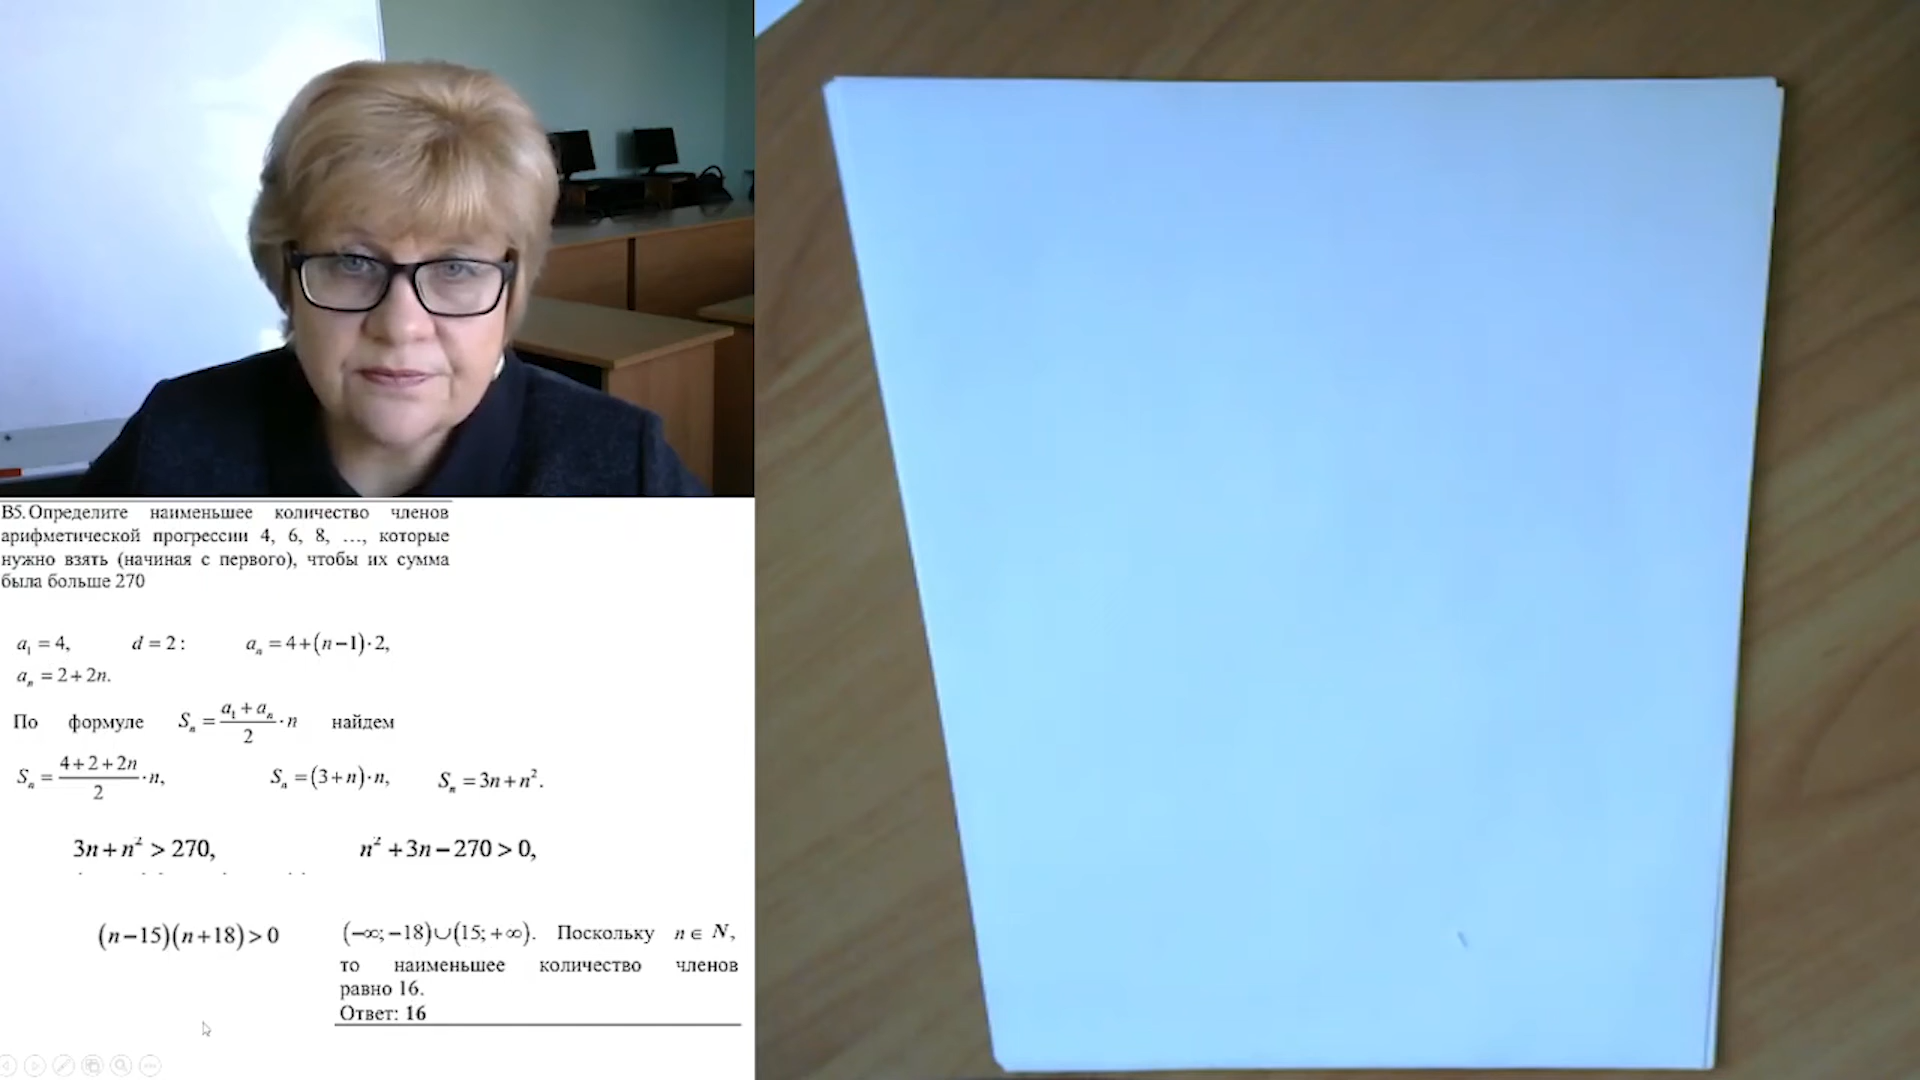 В5. Определите наименьшее количество членов
арифметической прогрессии 4, 6, 8, …, которые
нужно взять (начиная с первого), чтобы их сумма
была больше 270
a₁ = 4, d = 2 : aₙ = 4 + (n − 1) · 2,
aₙ = 2 + 2n.
По формуле Sₙ = (a₁ + aₙ)/2 · n найдем
Sₙ = (4 + 2 + 2n)/2 · n, Sₙ = (3 + n) · n, Sₙ = 3n + n².
3n + n² > 270, n² + 3n − 270 > 0,
(n − 15)(n + 18) > 0
(−∞; −18) ∪ (15; +∞). Поскольку n ∈ N,
то наименьшее количество членов
равно 16.
Ответ: 16